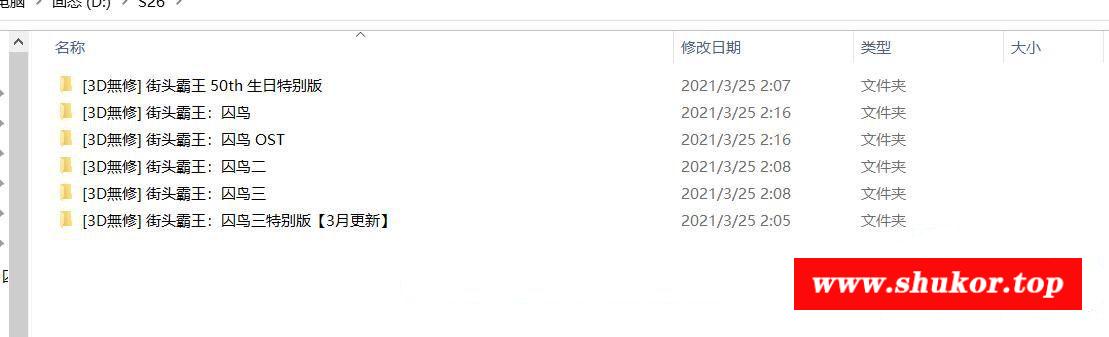 固态 (D:) > S26 >
名称 修改日期 类型 大小
[3D無修] 街头霸王 50th 生日特别版 2021/3/25 2:07 文件夹
[3D無修] 街头霸王：囚鸟 2021/3/25 2:16 文件夹
[3D無修] 街头霸王：囚鸟 OST 2021/3/25 2:16 文件夹
[3D無修] 街头霸王：囚鸟二 2021/3/25 2:08 文件夹
[3D無修] 街头霸王：囚鸟三 2021/3/25 2:08 文件夹
[3D無修] 街头霸王：囚鸟三特别版【3月更新】 2021/3/25 2:05 文件夹
www.shukor.top